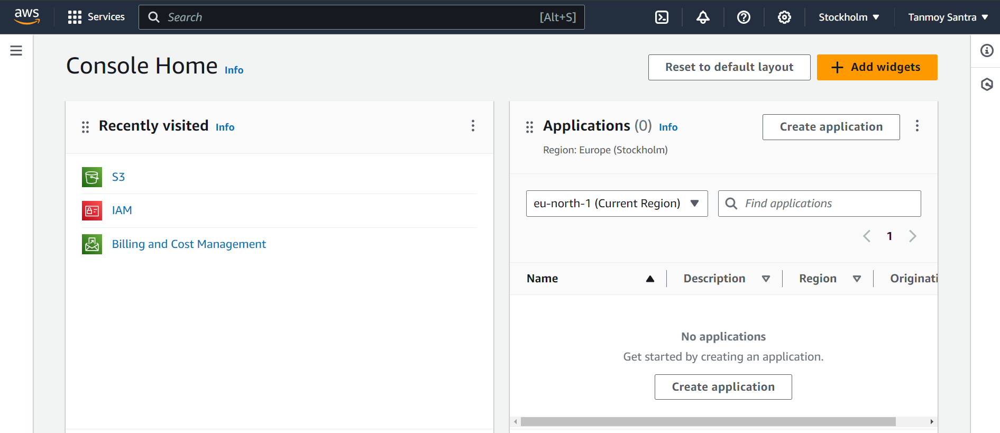 aws
Services
Search
[Alt+S]
Stockholm
Tanmoy Santra
Console Home Info
Reset to default layout
Add widgets
Recently visited Info
S3
IAM
Billing and Cost Management
Applications (0) Info
Create application
Region: Europe (Stockholm)
eu-north-1 (Current Region)
Find applications
1
Name
Description
Region
Originati
No applications
Get started by creating an application.
Create application